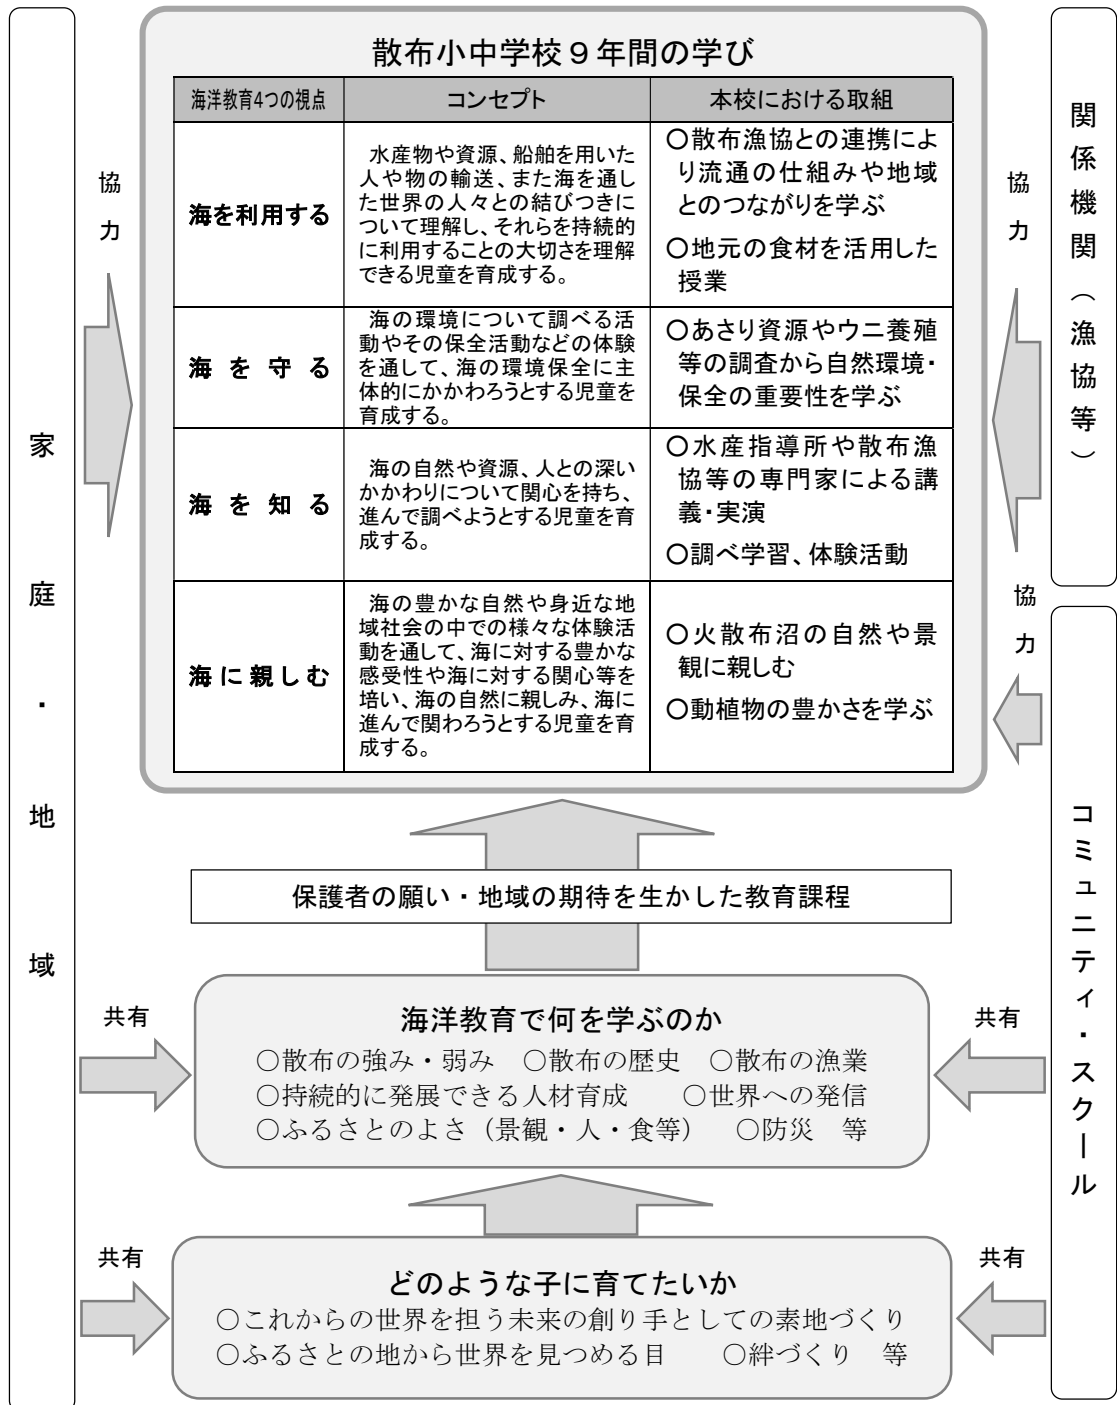 散布小中学校９年間の学び
海洋教育4つの視点
コンセプト
本校における取組
海を利用する
水産物や資源、船舶を用いた
人や物の輸送、また海を通し
た世界の人々との結びつきに
ついて理解し、それらを持続的
に利用することの大切さを理解
できる児童を育成する。
〇散布漁協との連携によ
り流通の仕組みや地域
とのつながりを学ぶ
〇地元の食材を活用した
授業
海を守る
海の環境について調べる活
動やその保全活動などの体験
を通して、海の環境保全に主
体的にかかわろうとする児童を
育成する。
〇あさり資源やウニ養殖
等の調査から自然環境・
保全の重要性を学ぶ
海を知る
海の自然や資源、人との深い
かかわりについて関心を持ち、
進んで調べようとする児童を育
成する。
〇水産指導所や散布漁
協等の専門家による講
義・実演
〇調べ学習、体験活動
海に親しむ
海の豊かな自然や身近な地
域社会の中での様々な体験活
動を通して、海に対する豊かな
感受性や海に対する関心等を
培い、海の自然に親しみ、海に
進んで関わろうとする児童を育
成する。
〇火散布沼の自然や景
観に親しむ
〇動植物の豊かさを学ぶ
家庭・地域
協力
協力
関係機関（漁協等）
協力
コミュニティ・スクール
保護者の願い・地域の期待を生かした教育課程
共有
海洋教育で何を学ぶのか
〇散布の強み・弱み　〇散布の歴史　〇散布の漁業
〇持続的に発展できる人材育成　〇世界への発信
〇ふるさとのよさ（景観・人・食等）　〇防災　等
共有
共有
どのような子に育てたいか
〇これからの世界を担う未来の創り手としての素地づくり
〇ふるさとの地から世界を見つめる目　〇絆づくり　等
共有